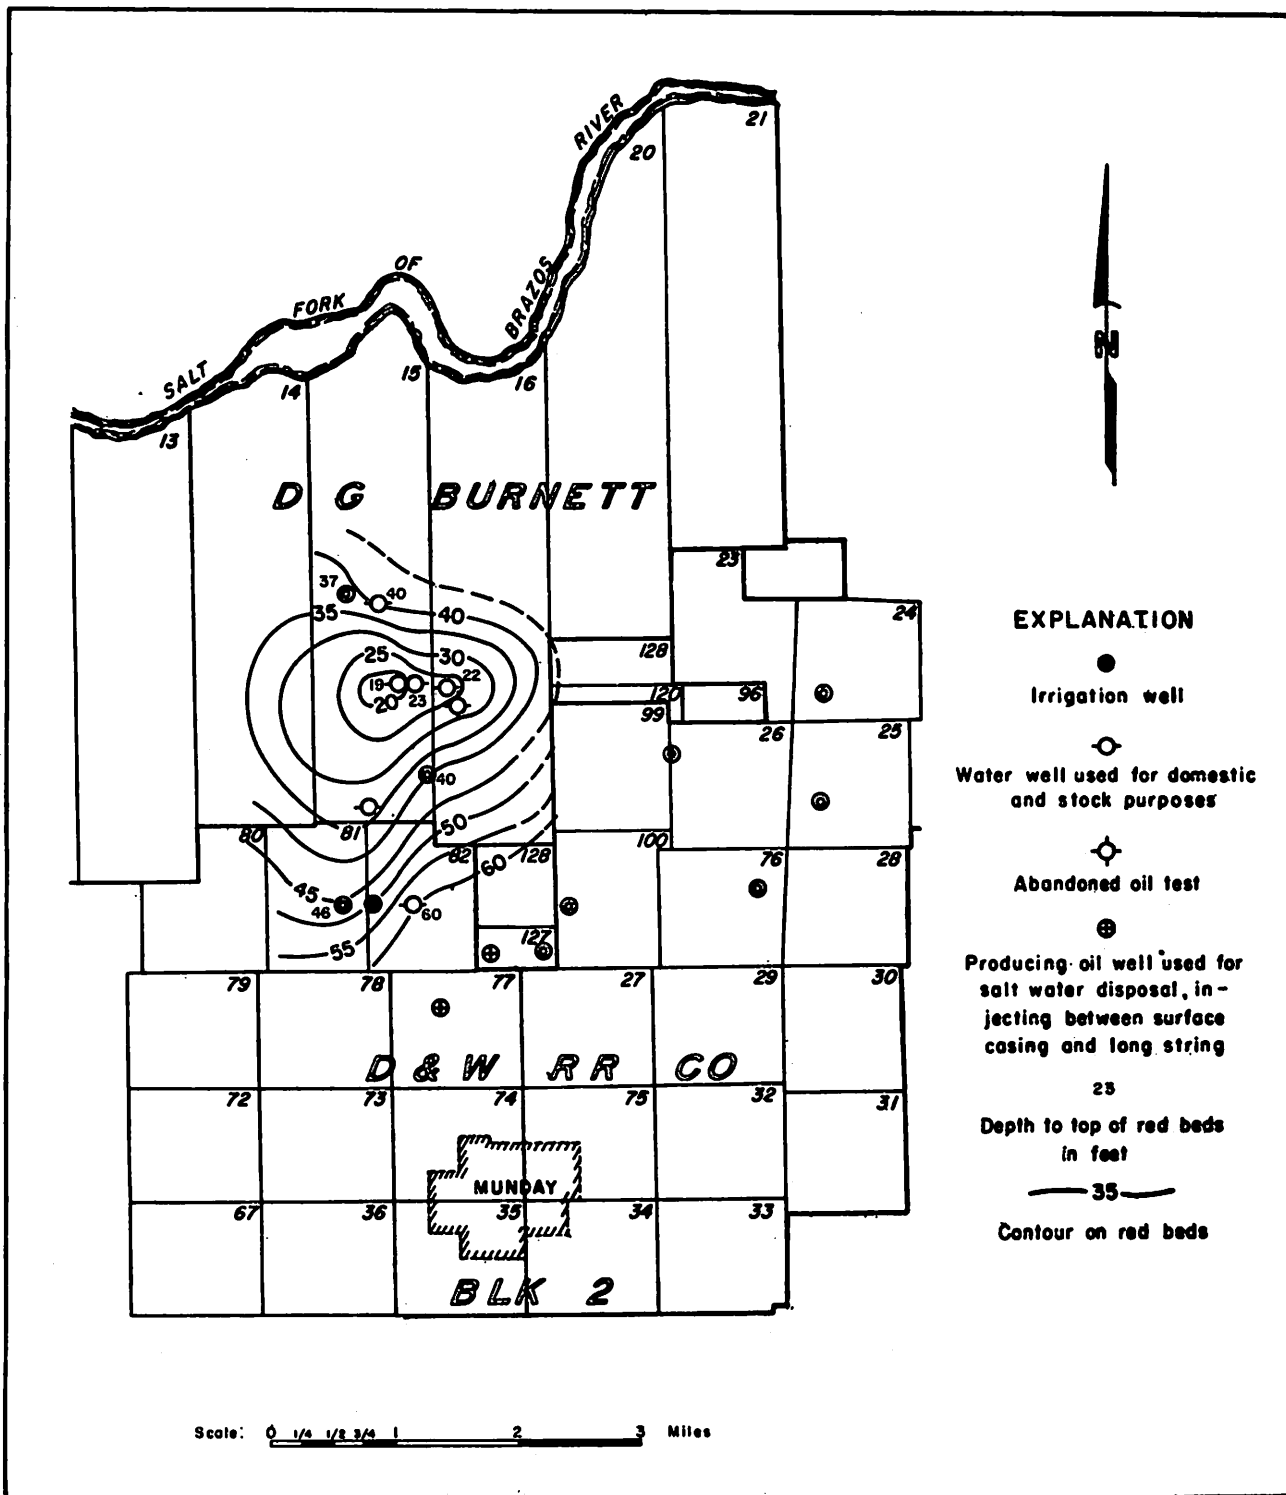 21
20
RIVER
OF
FORK
BRAZOS
SALT
14
15
16
13
D G BURNETT
23
37
40
35
40
24
128
25
30
19
22
20
23
120
96
99
26
25
40
50
80
81
82
128
100
76
28
60
45
46
60
55
127
79
78
77
27
29
30
D & W RR CO
72
73
74
75
32
31
MUNDAY
67
36
35
34
33
BLK 2
EXPLANATION
Irrigation well
Water well used for domestic
and stock purposes
Abandoned oil test
Producing oil well used for
salt water disposal, in-
jecting between surface
casing and long string
23
Depth to top of red beds
in feet
35
Contour on red beds
N
Scale: 0 1/4 1/2 3/4 1 2 3 Miles